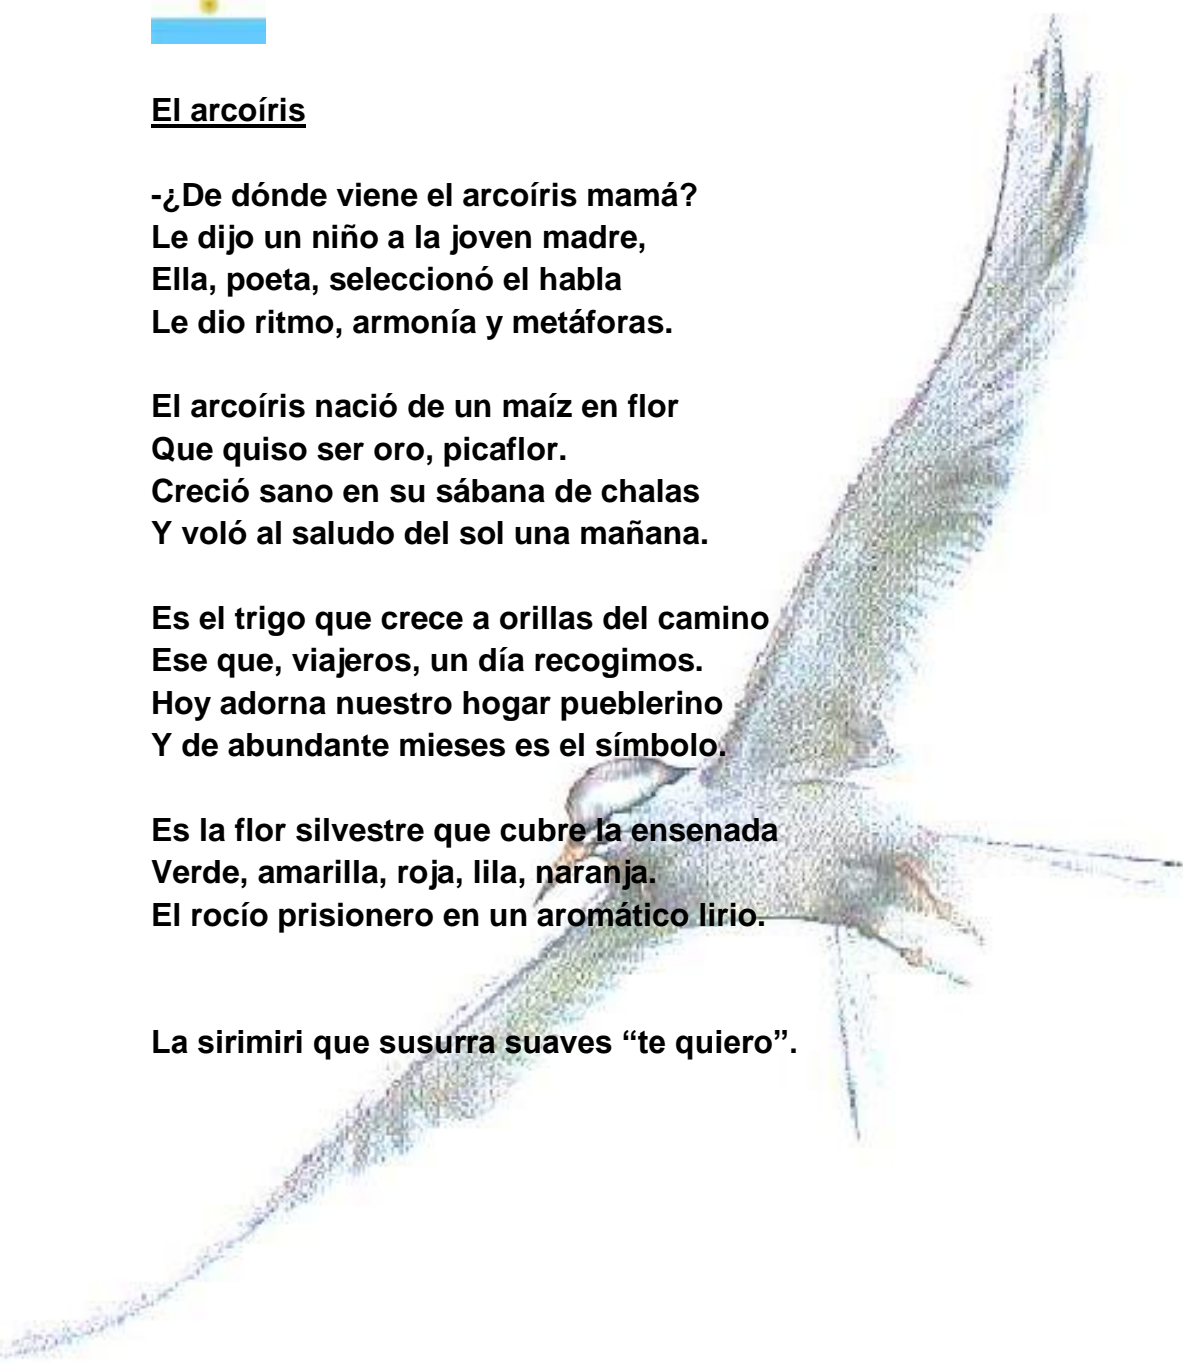 El arcoíris
-¿De dónde viene el arcoíris mamá?
Le dijo un niño a la joven madre,
Ella, poeta, seleccionó el habla
Le dio ritmo, armonía y metáforas.
El arcoíris nació de un maíz en flor
Que quiso ser oro, picaflor.
Creció sano en su sábana de chalas
Y voló al saludo del sol una mañana.
Es el trigo que crece a orillas del camino
Ese que, viajeros, un día recogimos.
Hoy adorna nuestro hogar pueblerino
Y de abundante mieses es el símbolo.
Es la flor silvestre que cubre la ensenada
Verde, amarilla, roja, lila, naranja.
El rocío prisionero en un aromático lirio.
La sirimiri que susurra suaves “te quiero”.